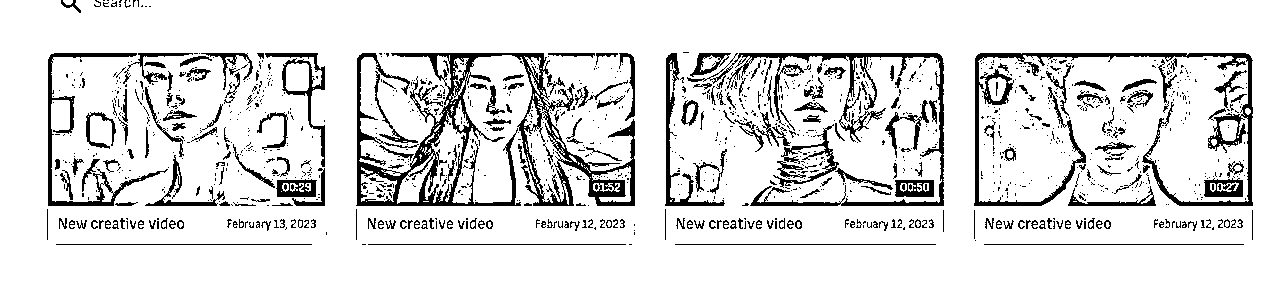 Search...
00:29
01:52
00:50
00:27
New creative video February 13, 2023
New creative video February 12, 2023
New creative video February 12, 2023
New creative video February 12, 2023